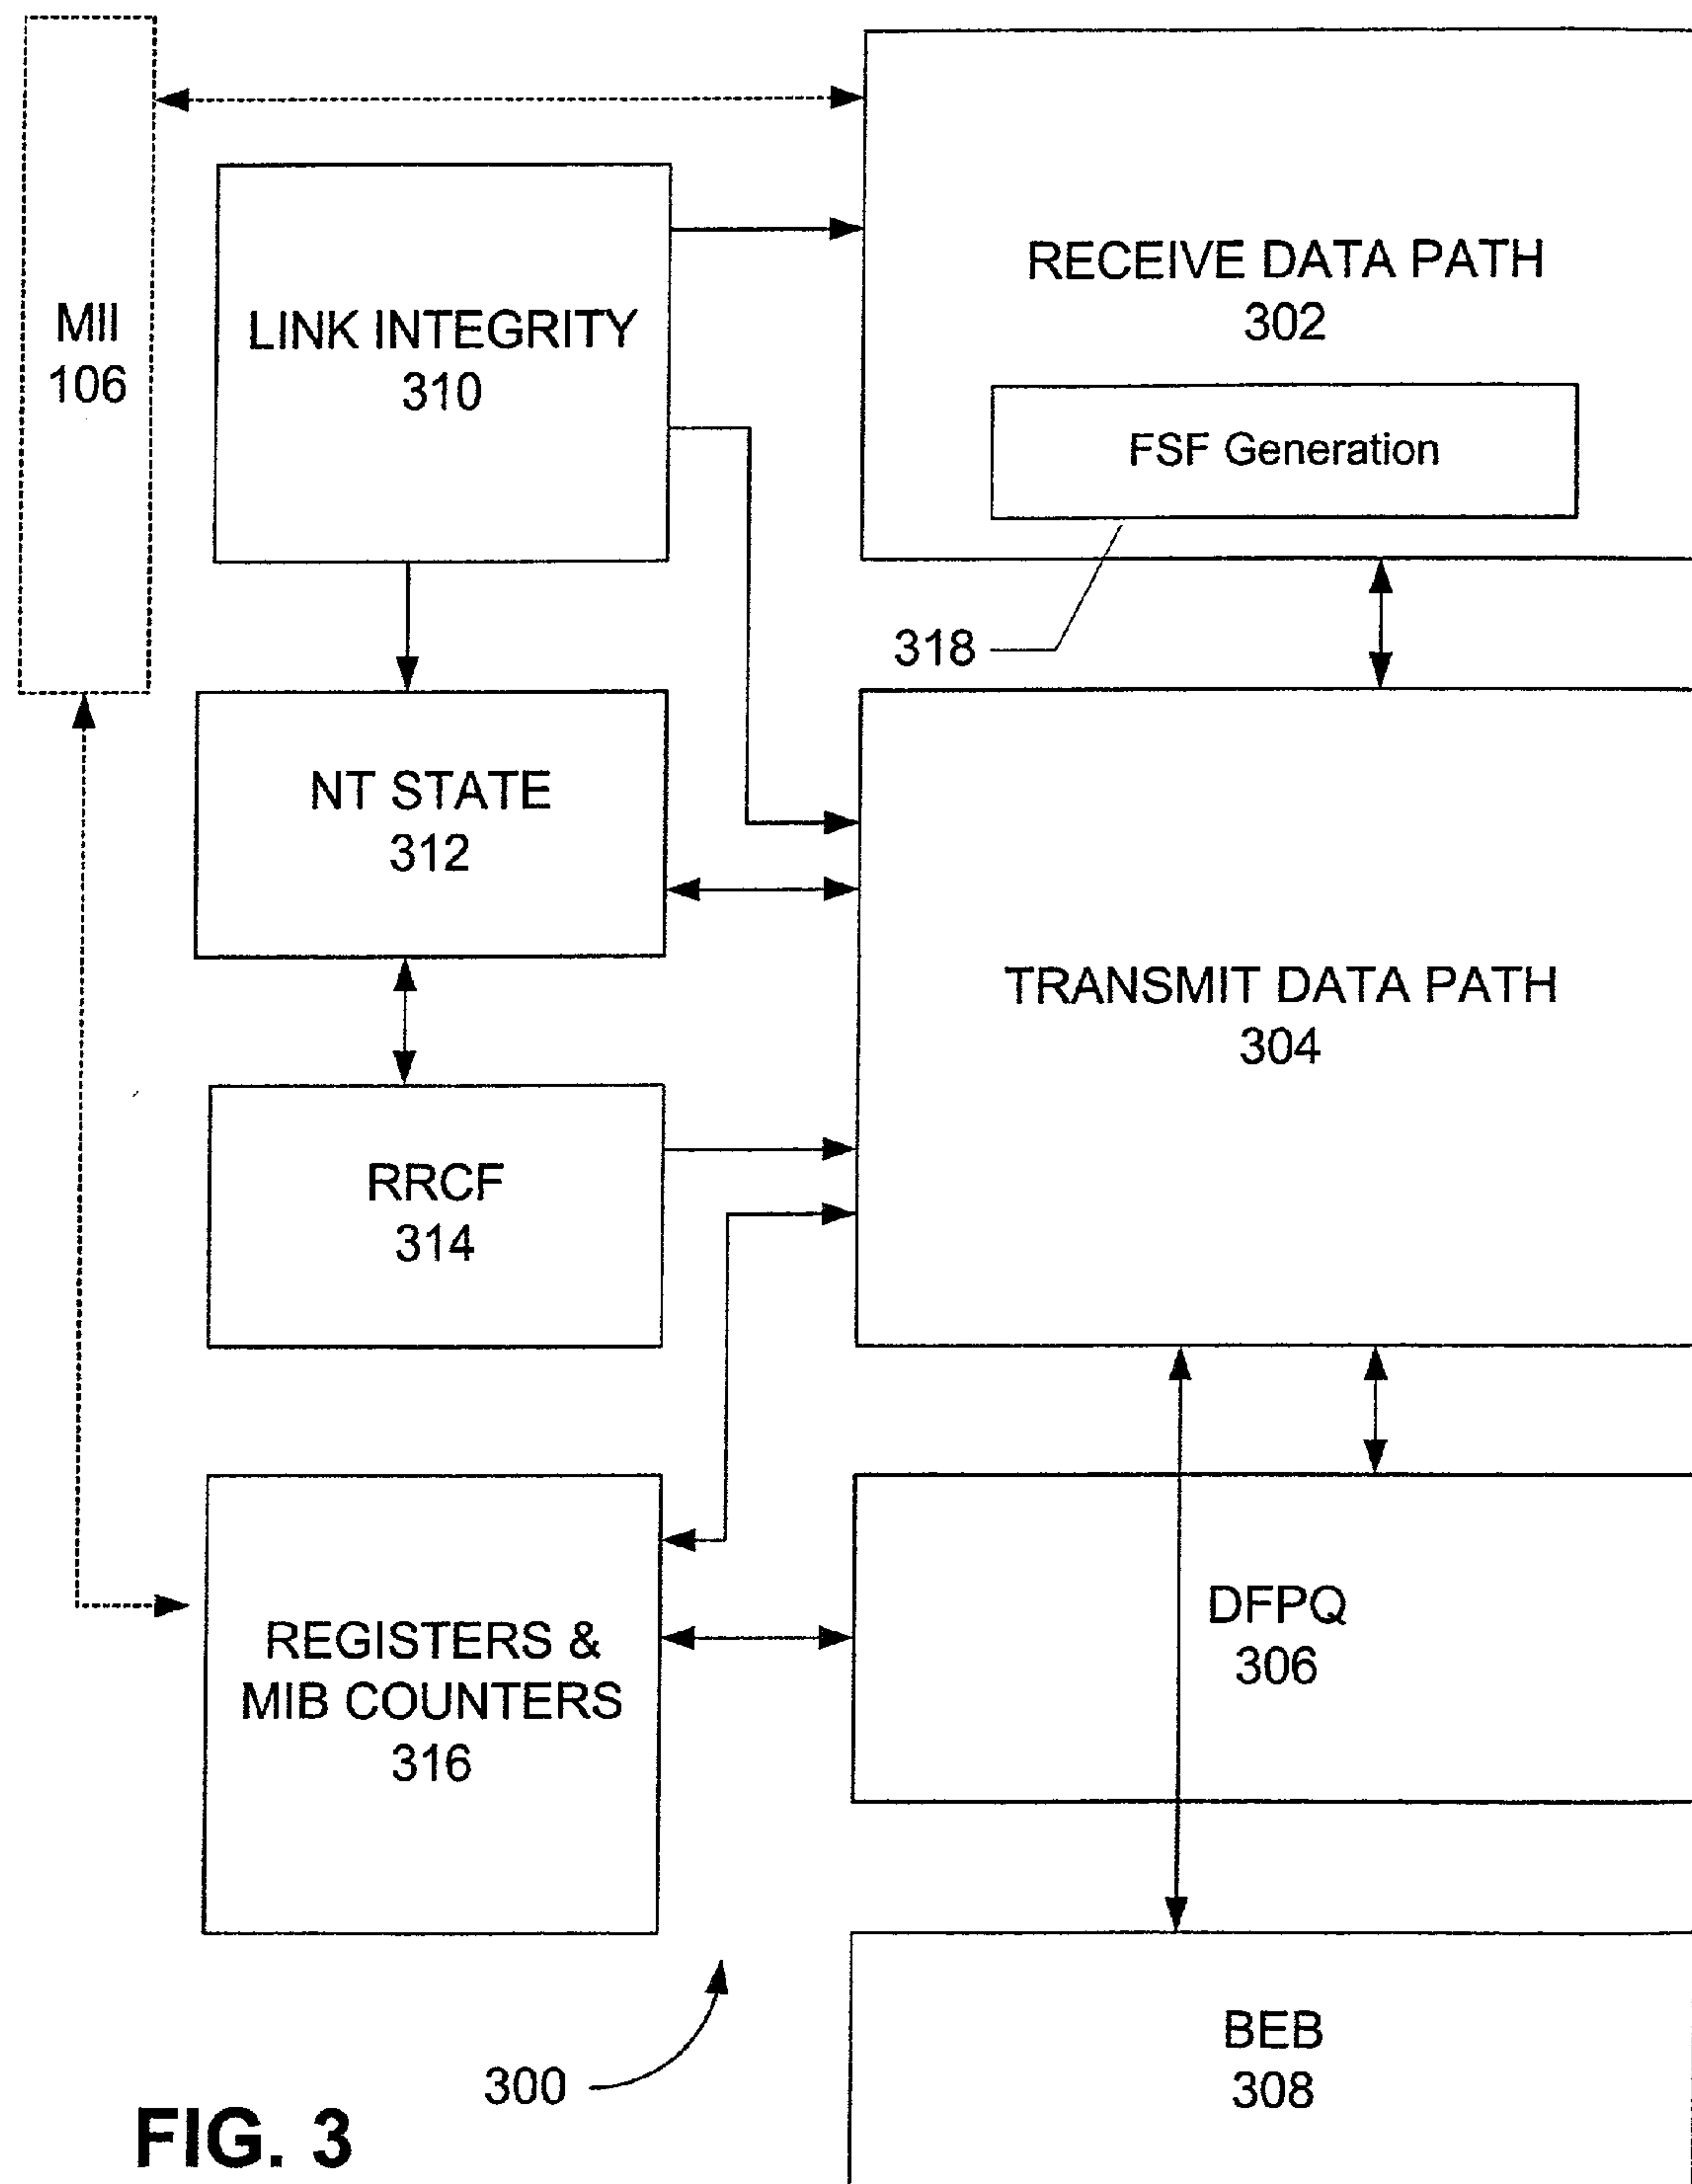 MII
106
LINK INTEGRITY
310
RECEIVE DATA PATH
302
FSF Generation
318
NT STATE
312
TRANSMIT DATA PATH
304
RRCF
314
REGISTERS &
MIB COUNTERS
316
DFPQ
306
BEB
308
300
FIG. 3